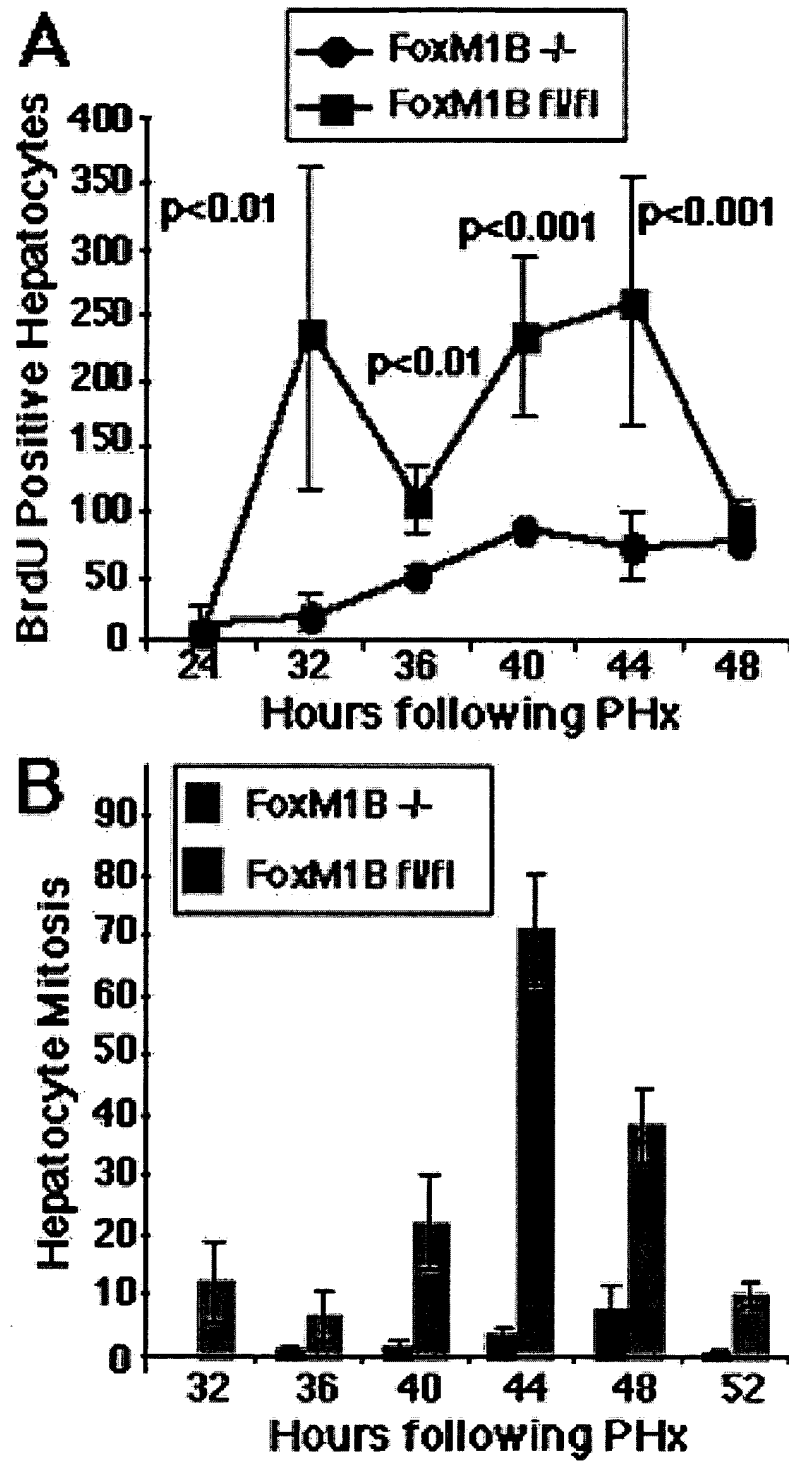 A
FoxM1B -/-
FoxM1B fl/fl
BrdU Positive Hepatocytes
400
350
300
250
200
150
100
50
0
p<0.01
p<0.01
p<0.001
p<0.001
24 32 36 40 44 48
Hours following PHx
B
FoxM1B -/-
FoxM1B fl/fl
Hepatocyte Mitosis
90
80
70
60
50
40
30
20
10
0
32 36 40 44 48 52
Hours following PHx